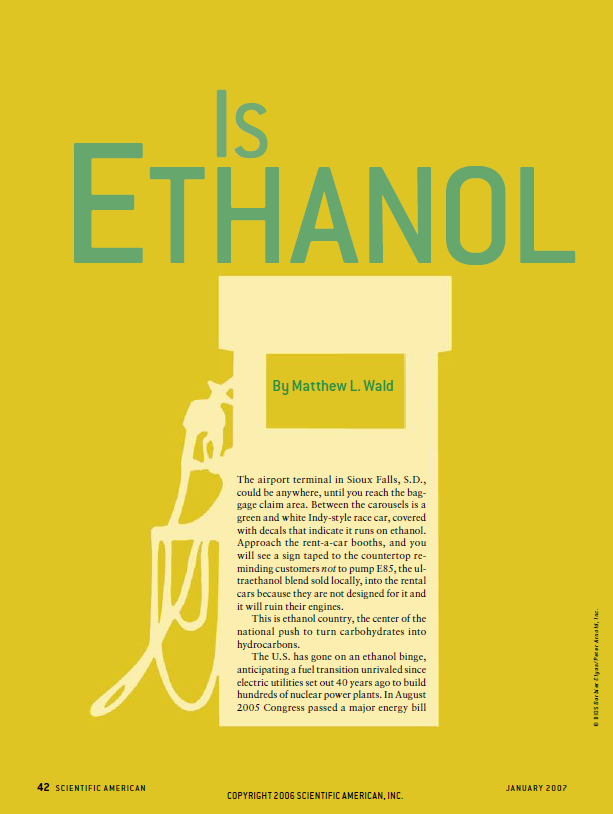 Is
ETHANOL
By Matthew L. Wald
The airport terminal in Sioux Falls, S.D.,
could be anywhere, until you reach the bag-
gage claim area. Between the carousels is a
green and white Indy-style race car, covered
with decals that indicate it runs on ethanol.
Approach the rent-a-car booths, and you
will see a sign taped to the countertop re-
minding customers not to pump E85, the ul-
traethanol blend sold locally, into the rental
cars because they are not designed for it and
it will ruin their engines.
This is ethanol country, the center of the
national push to turn carbohydrates into
hydrocarbons.
The U.S. has gone on an ethanol binge,
anticipating a fuel transition unrivaled since
electric utilities set out 40 years ago to build
hundreds of nuclear power plants. In August
2005 Congress passed a major energy bill
© BIOS
/Peter Arnold, Inc.
42 SCIENTIFIC AMERICAN
JANUARY 2007
COPYRIGHT 2006 SCIENTIFIC AMERICAN, INC.